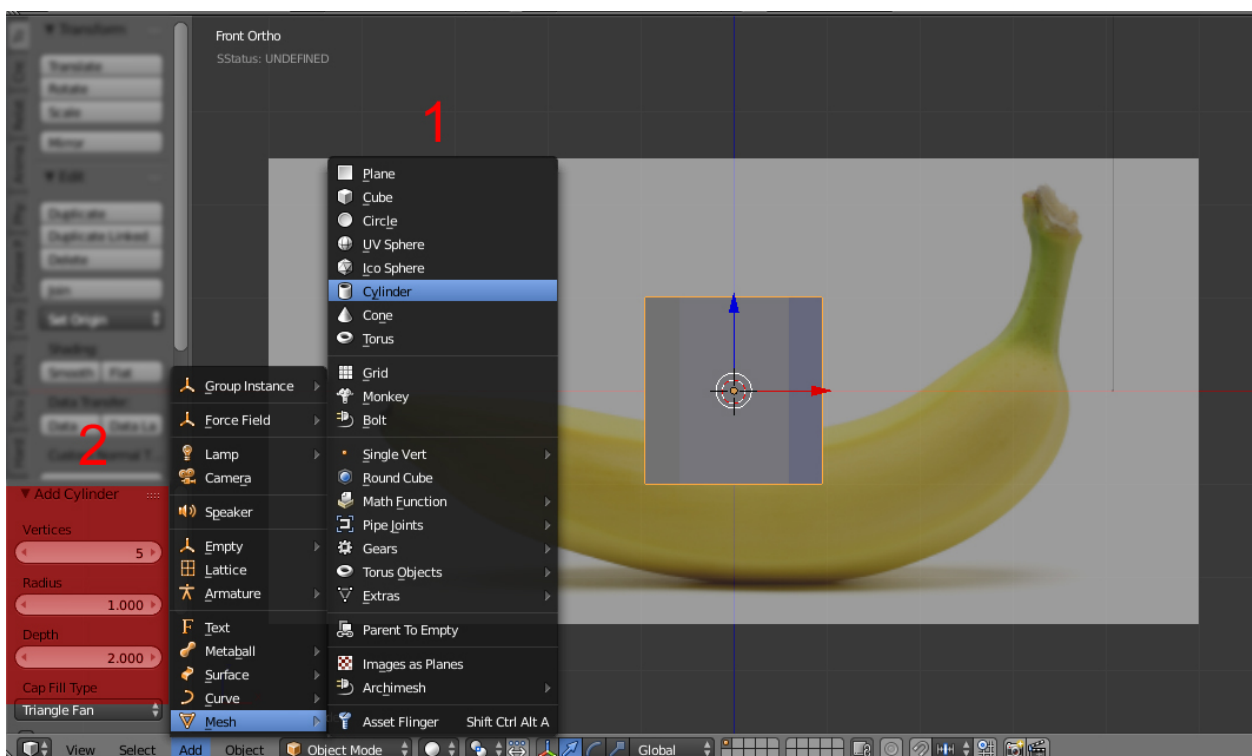 Front Ortho
SStatus: UNDEFINED
1
Transform
Translate
Rotate
Scale
Mirror
Edit
Duplicate
Duplicate Linked
Delete
Join
Set Origin
Shading:
Smooth Flat
Data Transfer:
Data Data La
2
Add Cylinder
Vertices
5
Radius
1.000
Depth
2.000
Cap Fill Type
Triangle Fan
Group Instance
Force Field
Lamp
Camera
Speaker
Empty
Lattice
Armature
Text
Metaball
Surface
Curve
Mesh
Plane
Cube
Circle
UV Sphere
Ico Sphere
Cylinder
Cone
Torus
Grid
Monkey
Bolt
Single Vert
Round Cube
Math Function
Pipe Joints
Gears
Torus Objects
Extras
Parent To Empty
Images as Planes
Archimesh
Asset Flinger Shift Ctrl Alt A
View Select Add Object Object Mode Global